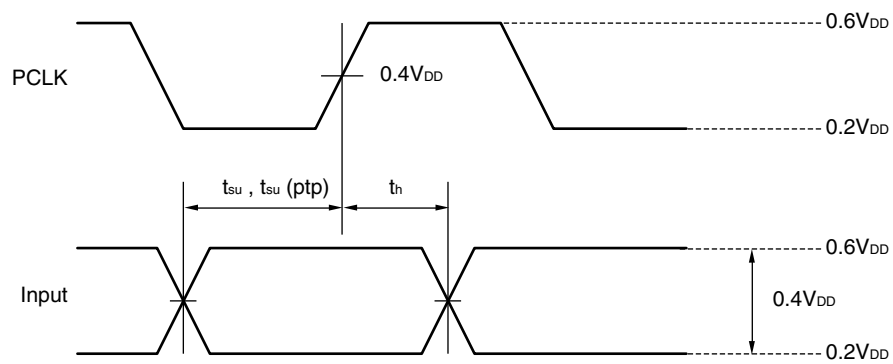 0.6VDD
PCLK
0.4VDD
0.2VDD
tsu , tsu (ptp)
th
0.6VDD
Input
0.4VDD
0.2VDD